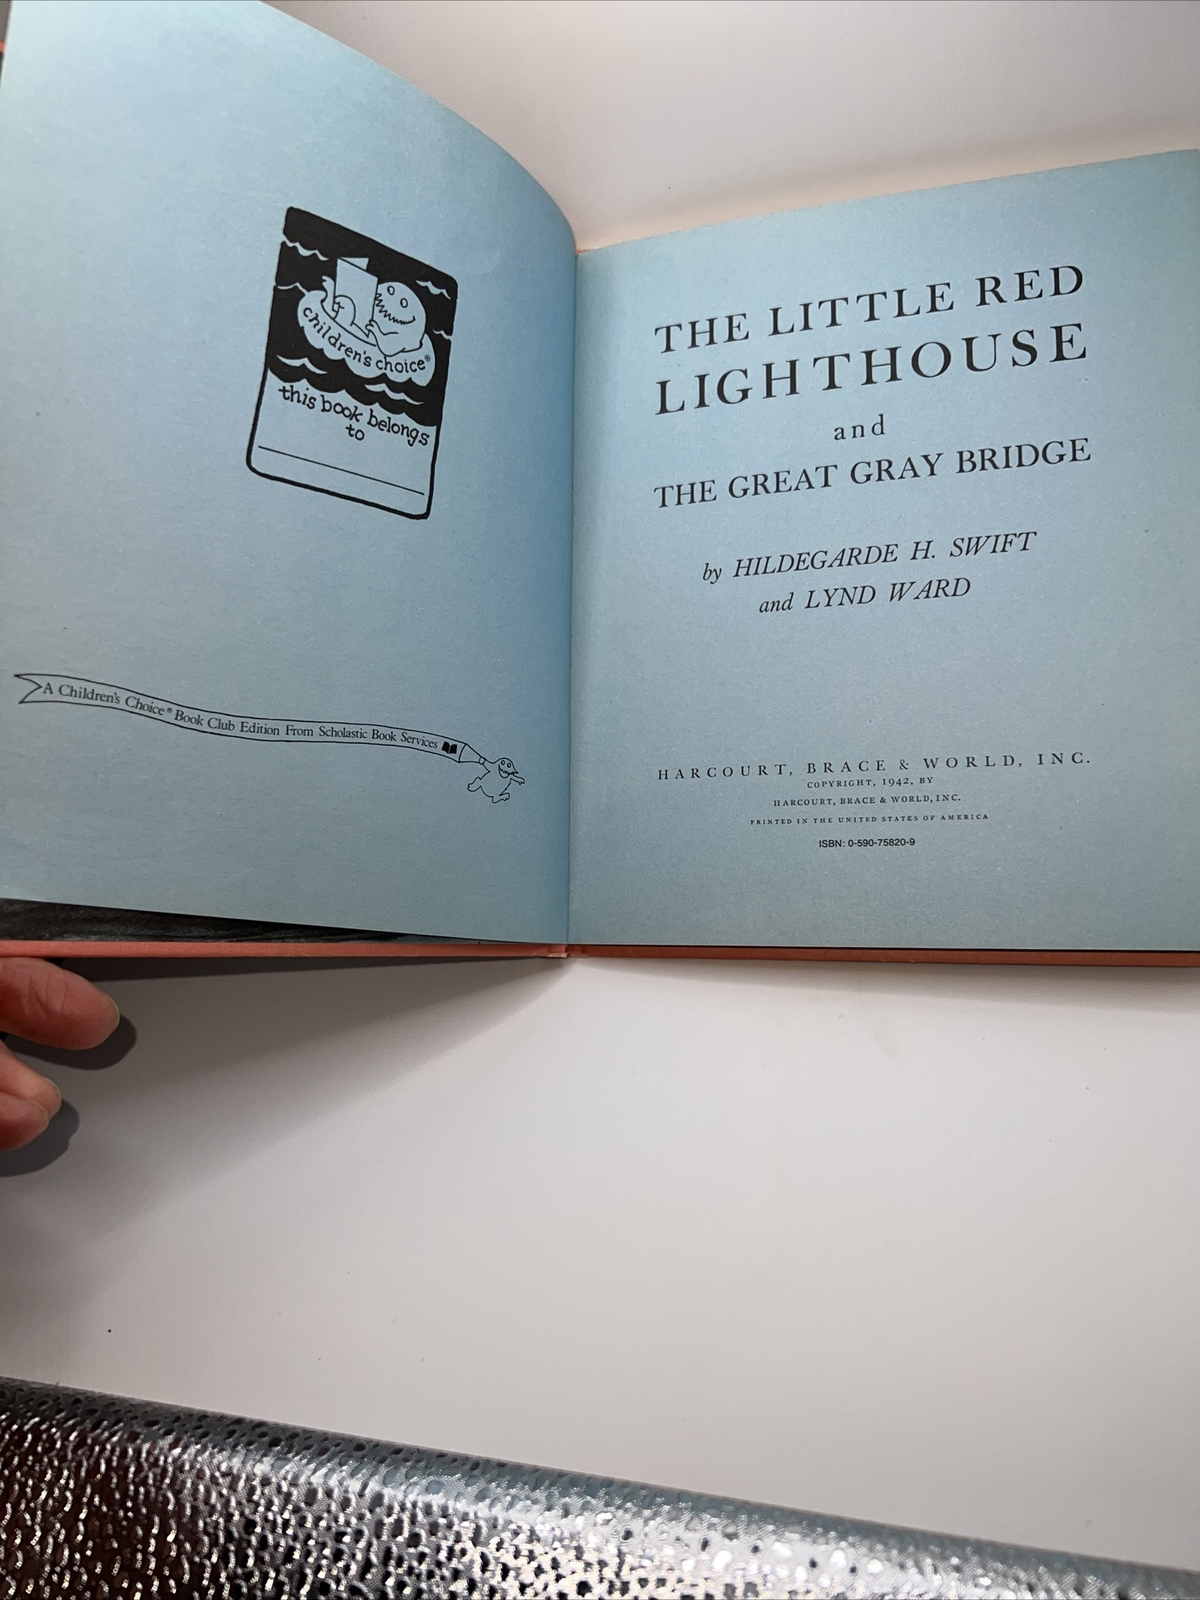 children's choice®
this book belongs
to
A Children's Choice® Book Club Edition From Scholastic Book Services
THE LITTLE RED
LIGHTHOUSE
and
THE GREAT GRAY BRIDGE
by HILDEGARDE H. SWIFT
and LYND WARD
HARCOURT, BRACE & WORLD, INC.
COPYRIGHT, 1942, BY
HARCOURT, BRACE & WORLD, INC.
PRINTED IN THE UNITED STATES OF AMERICA
ISBN: 0-590-75820-9